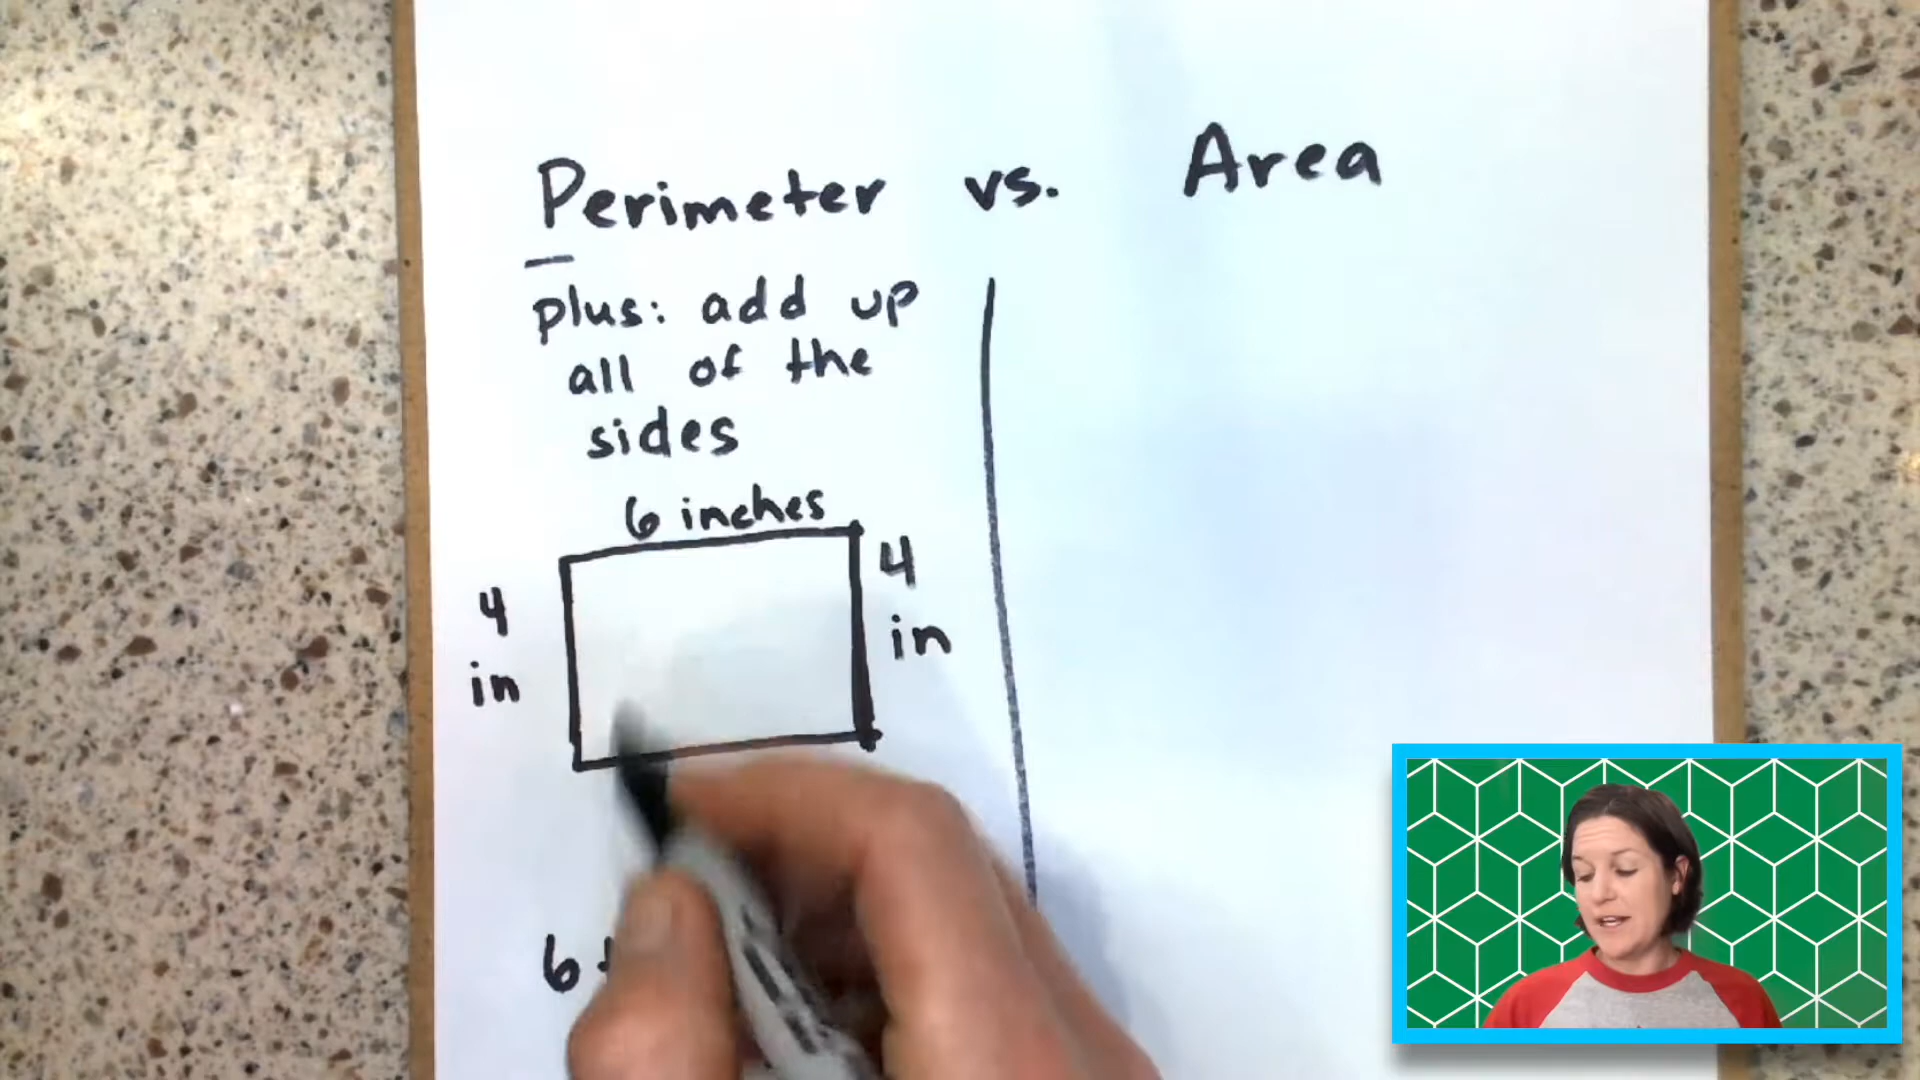 Perimeter vs. Area
plus: add up
all of the
sides
6 inches
4
in
4
in
6 +